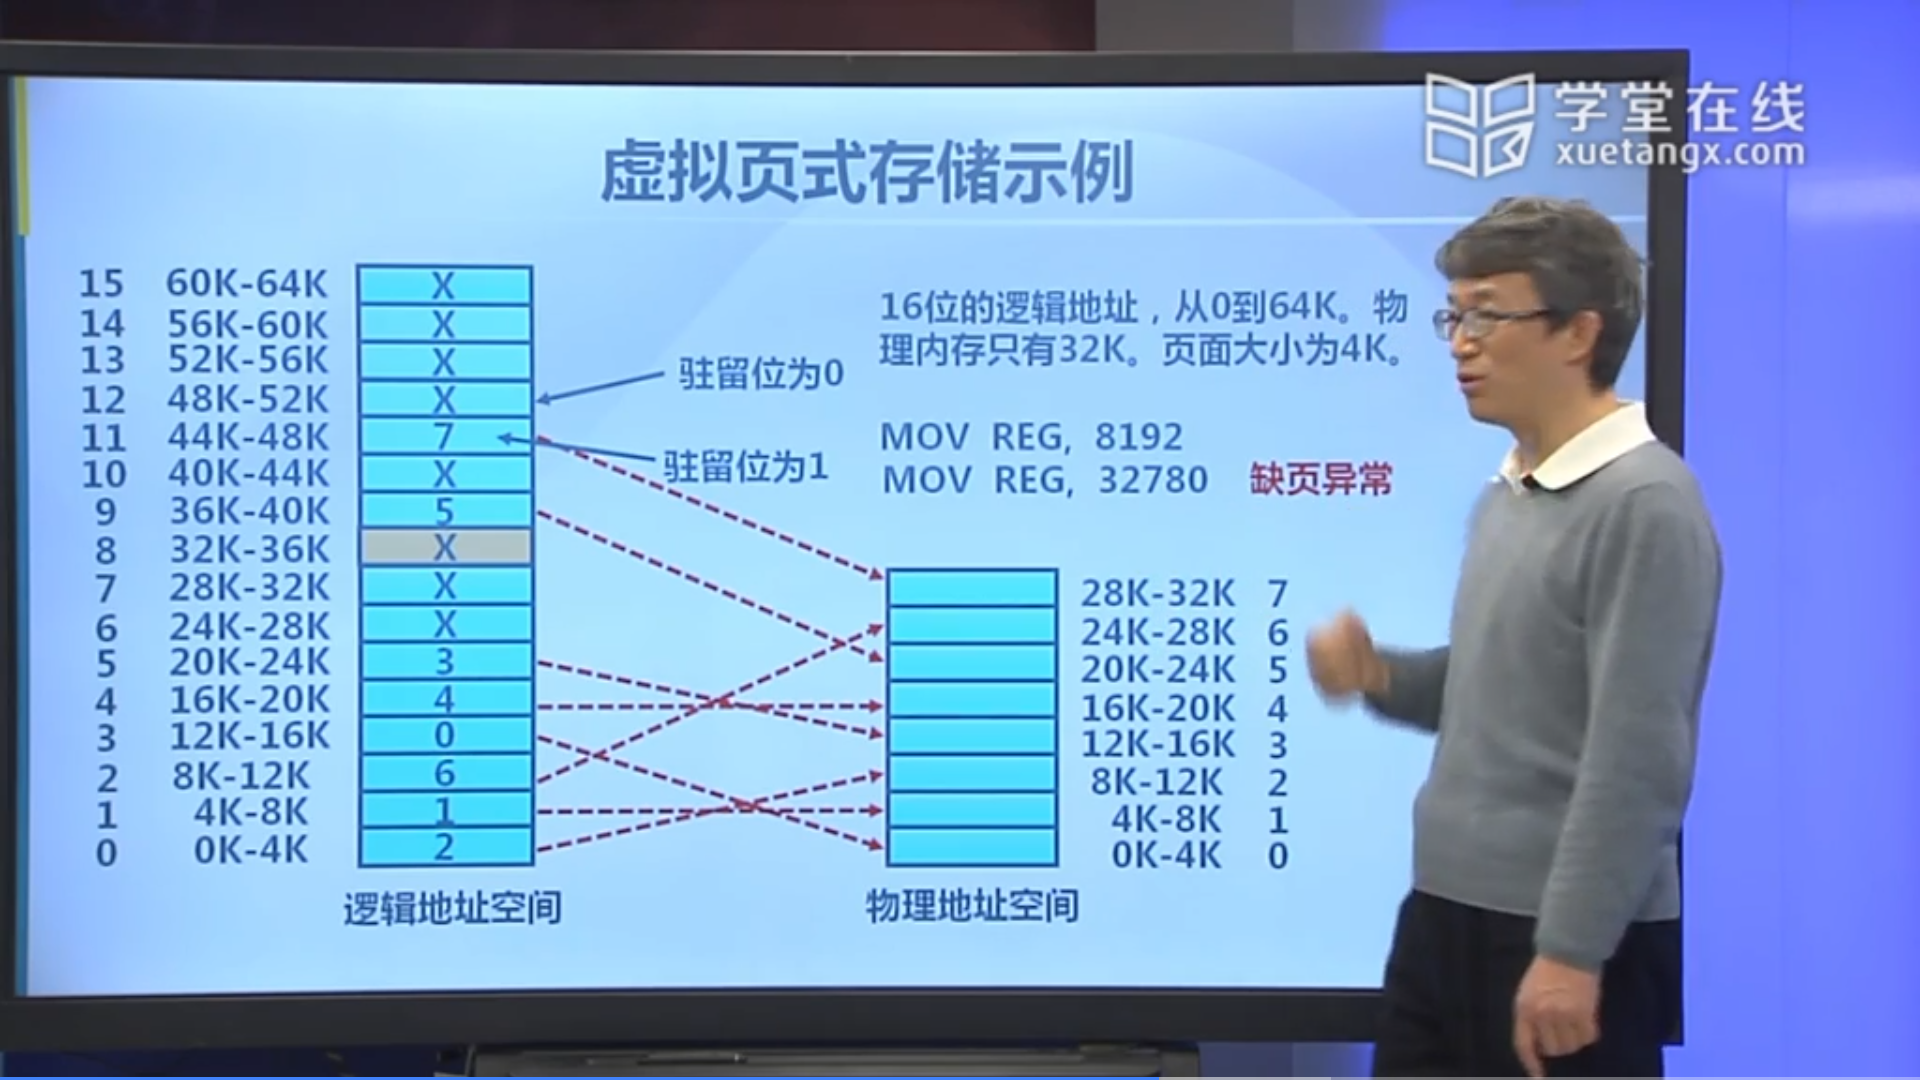 学堂在线
xuetangx.com
虚拟页式存储示例
15 60K-64K X
14 56K-60K X
13 52K-56K X
12 48K-52K X
11 44K-48K 7
10 40K-44K X
9 36K-40K 5
8 32K-36K X
7 28K-32K X
6 24K-28K X
5 20K-24K 3
4 16K-20K 4
3 12K-16K 0
2 8K-12K 6
1 4K-8K 1
0 0K-4K 2
逻辑地址空间
驻留位为0
驻留位为1
16位的逻辑地址，从0到64K。物
理内存只有32K。页面大小为4K。
MOV REG, 8192
MOV REG, 32780 缺页异常
28K-32K 7
24K-28K 6
20K-24K 5
16K-20K 4
12K-16K 3
8K-12K 2
4K-8K 1
0K-4K 0
物理地址空间